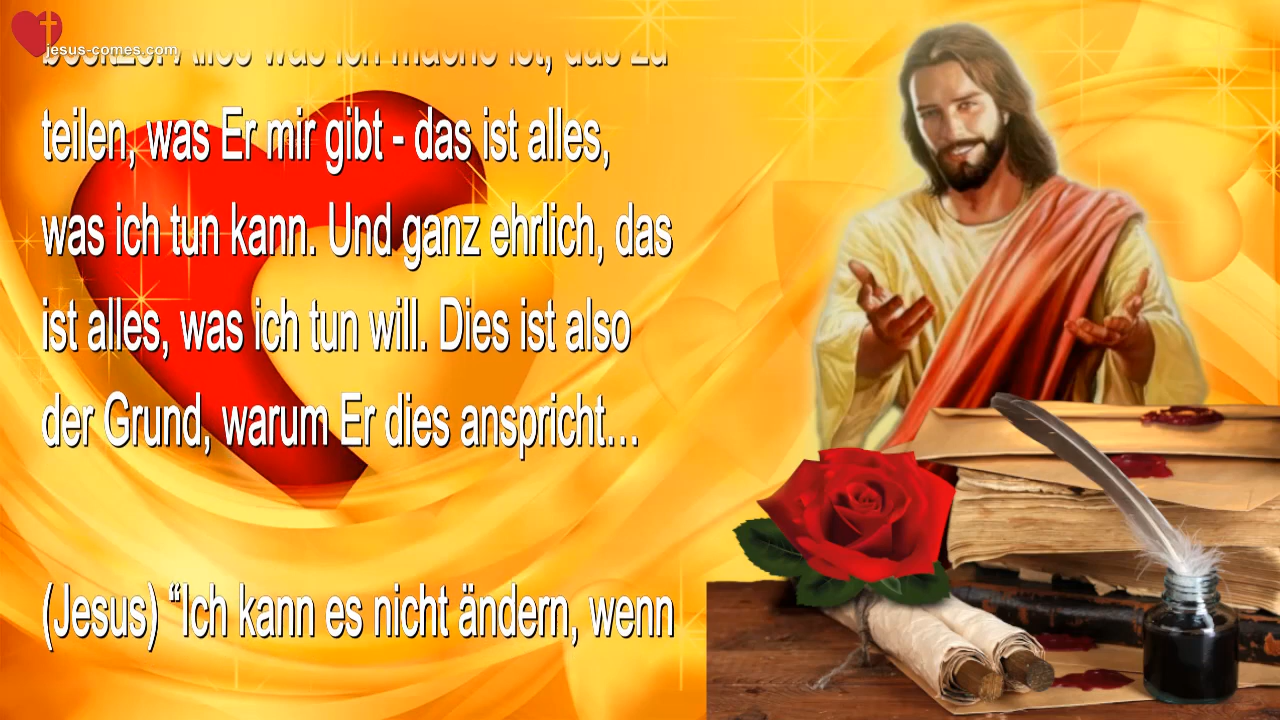 jesus-comes.com
teilen, was Er mir gibt - das ist alles,
was ich tun kann. Und ganz ehrlich, das
ist alles, was ich tun will. Dies ist also
der Grund, warum Er dies anspricht…
(Jesus) “Ich kann es nicht ändern, wenn